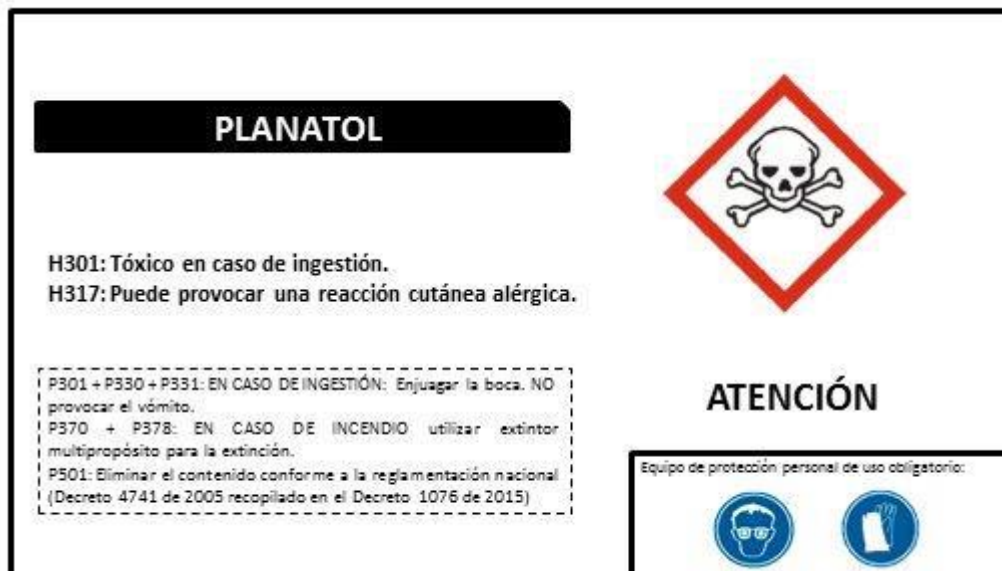 PLANATOL
H301: Tóxico en caso de ingestión.
H317: Puede provocar una reacción cutánea alérgica.
P301 + P330 + P331: EN CASO DE INGESTIÓN: Enjuagar la boca. NO
provocar el vómito.
P370 + P378: EN CASO DE INCENDIO utilizar extintor
multipropósito para la extinción.
P501: Eliminar el contenido conforme a la reglamentación nacional
(Decreto 4741 de 2005 recopilado en el Decreto 1076 de 2015)
ATENCIÓN
Equipo de protección personal de uso obligatorio: